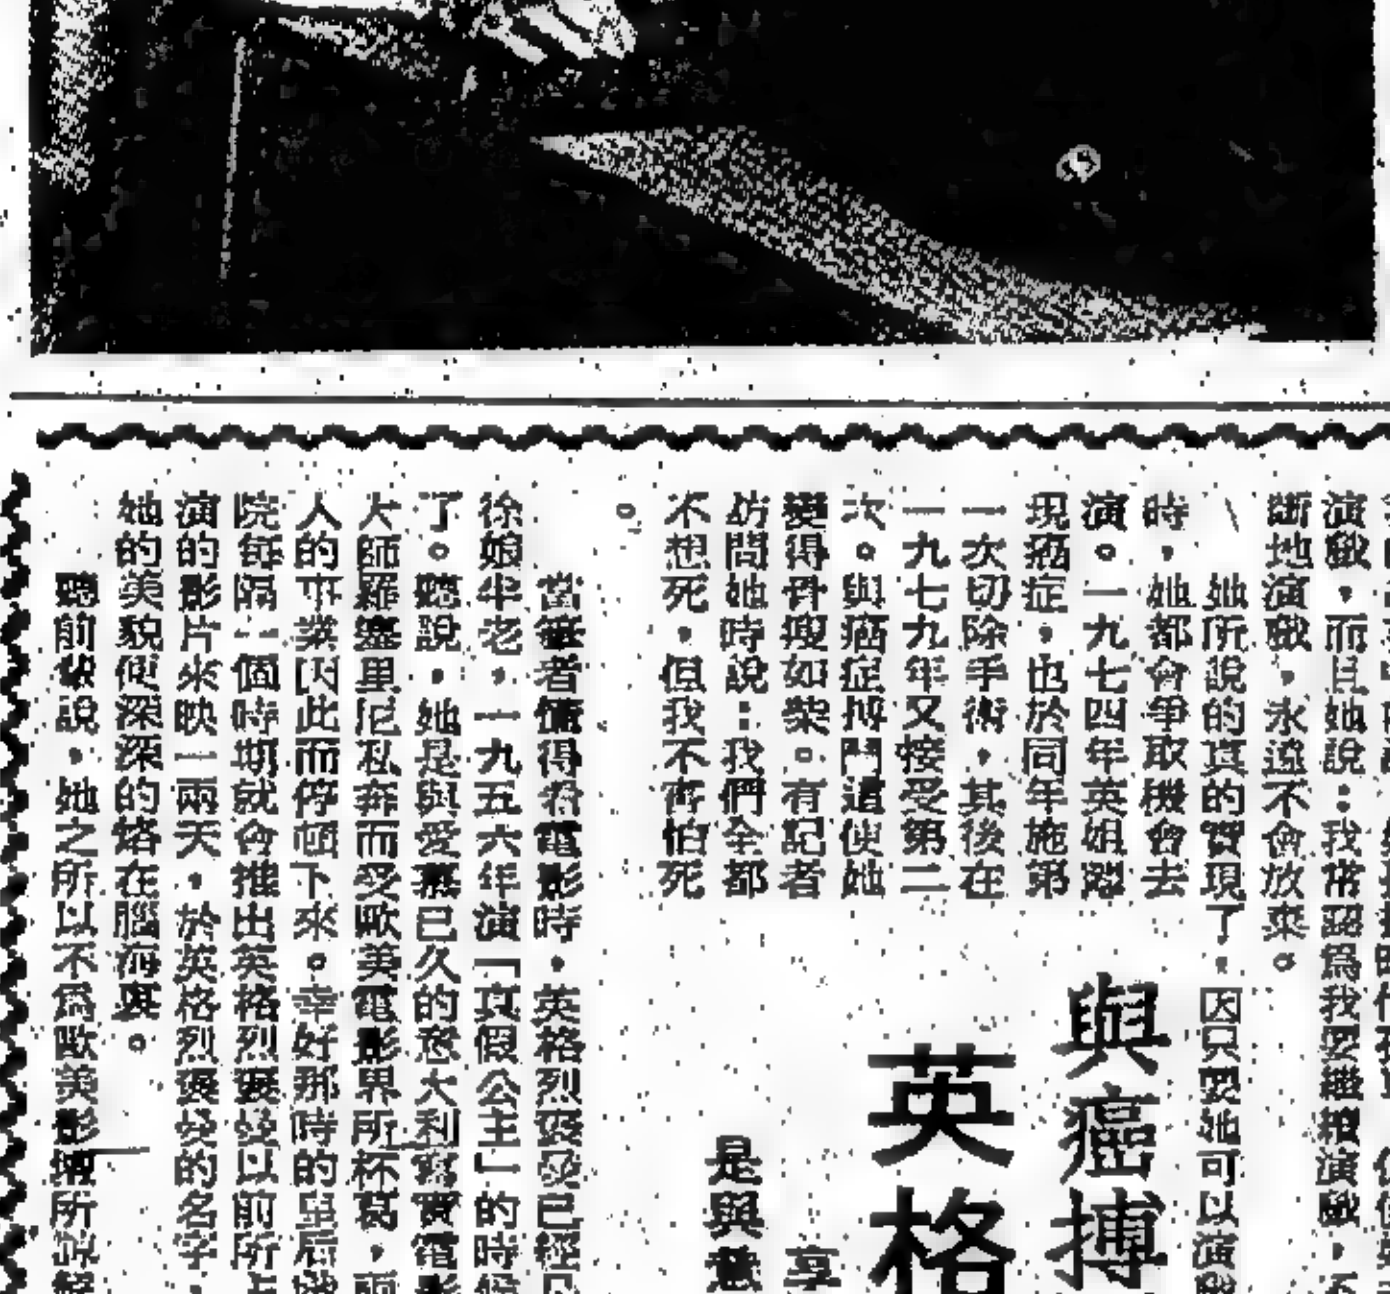 演戲，而且她說：我常認為我要繼續演戲，不
斷地演戲，永遠不會放棄。
她所說的真的實現了，因只要她可以演
時，她都會爭取機會去
演。一九七四年英姐
現癌症，也於同年施第
一次切除手術，其後在
一九七九年又接受第二
次。與癌症搏鬥這使她
變得骨瘦如柴。有記者
訪問她時說：我們全都
不想死，但我不害怕死
。
與癌搏
英格
享
是與
當筆者懂得看電影時，英格烈褒曼已經
徐娘半老，一九五六年演「真假公主」的時候
了。聽說，她是與愛慕已久的意大利寫實電影
大師羅塞里尼私奔而受歐美電影界所杯葛，
人的事業因此而停頓下來。幸好那時的皇后戲
院每隔一個時期就會推出英格烈褒曼以前所
演的影片來映一兩天，於英格烈褒曼的名字，
她的美貌便深深的烙在腦海裏。
聽前輩說，她之所以不為歐美影壇所諒解